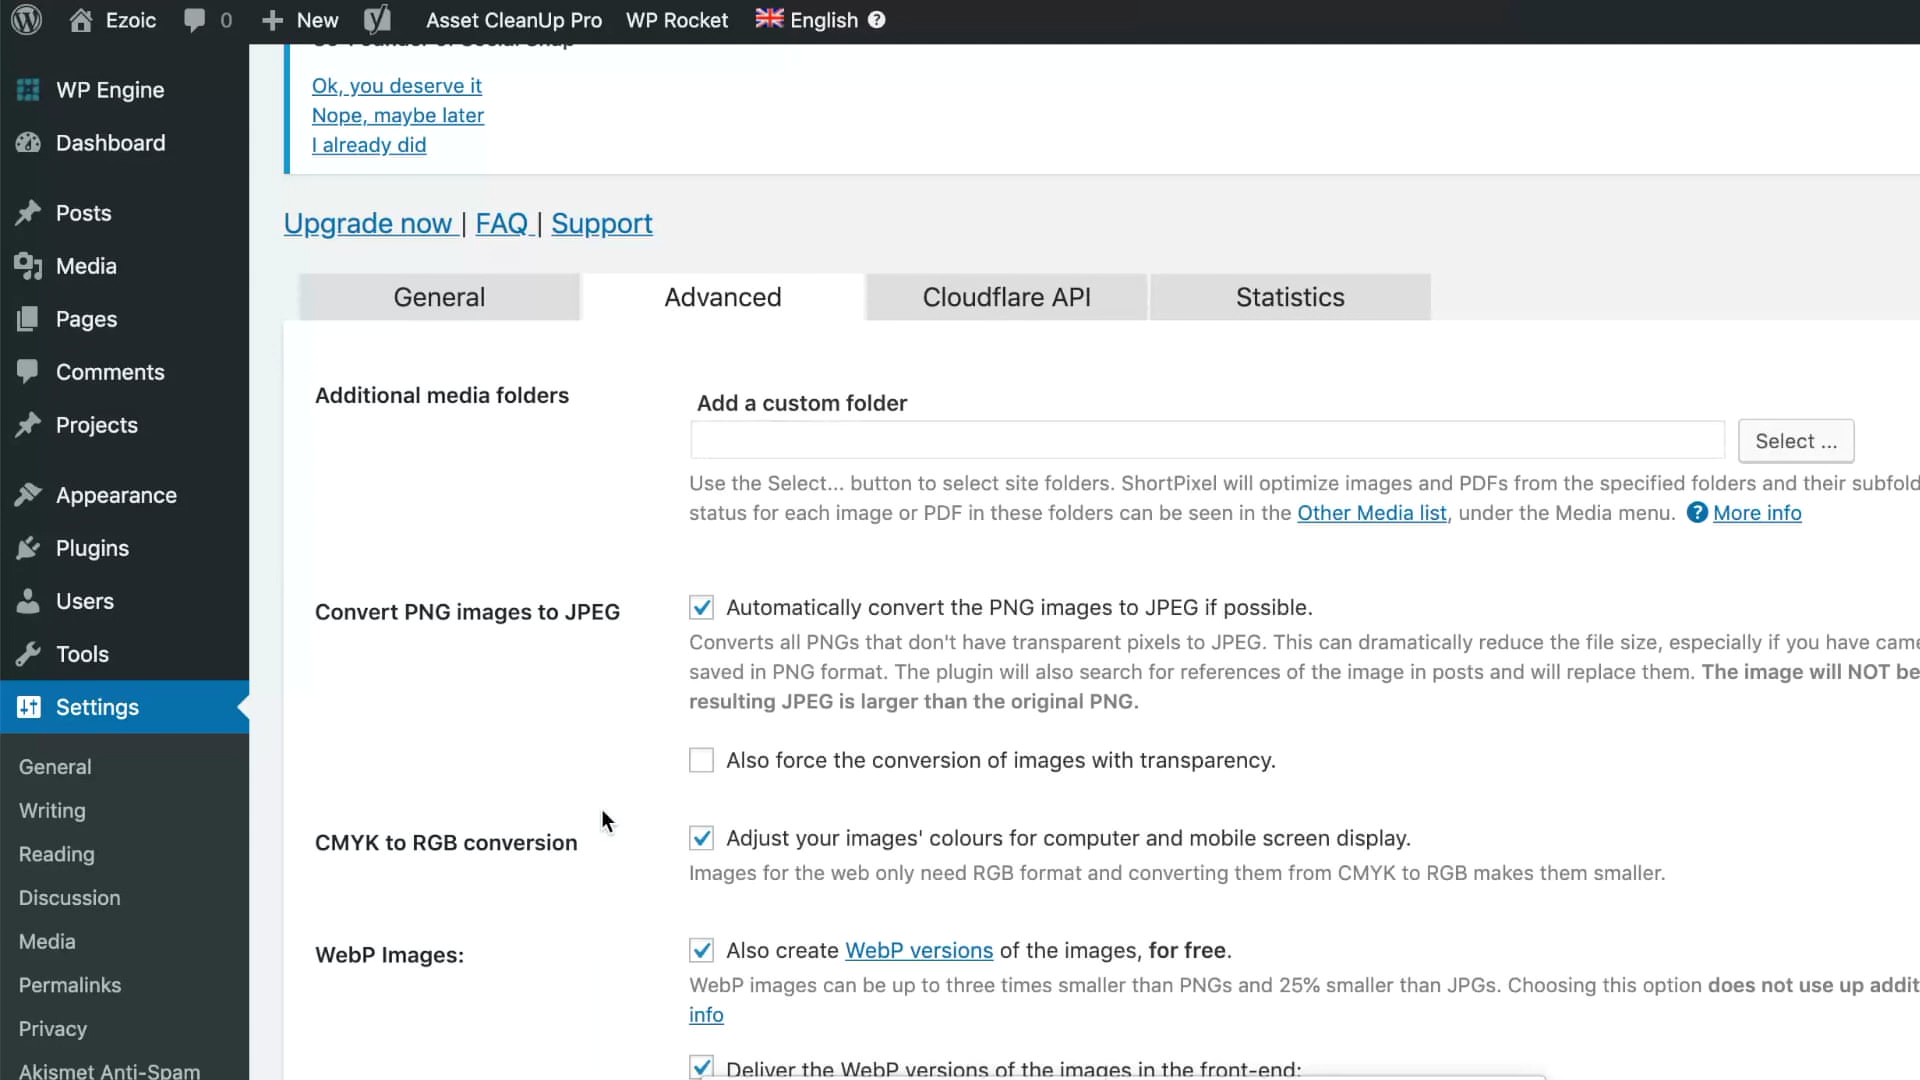 Ezoic 0 New Asset CleanUp Pro WP Rocket English
WP Engine
Dashboard
Posts
Media
Pages
Comments
Projects
Appearance
Plugins
Users
Tools
Settings
General
Writing
Reading
Discussion
Media
Permalinks
Privacy
Akismet Anti-Spam
Ok, you deserve it
Nope, maybe later
I already did
Upgrade now | FAQ | Support
General Advanced Cloudflare API Statistics
Additional media folders
Add a custom folder
Select ...
Use the Select... button to select site folders. ShortPixel will optimize images and PDFs from the specified folders and their subfold
status for each image or PDF in these folders can be seen in the Other Media list, under the Media menu. ? More info
Convert PNG images to JPEG
Automatically convert the PNG images to JPEG if possible.
Converts all PNGs that don't have transparent pixels to JPEG. This can dramatically reduce the file size, especially if you have came
saved in PNG format. The plugin will also search for references of the image in posts and will replace them. The image will NOT be
resulting JPEG is larger than the original PNG.
Also force the conversion of images with transparency.
CMYK to RGB conversion
Adjust your images' colours for computer and mobile screen display.
Images for the web only need RGB format and converting them from CMYK to RGB makes them smaller.
WebP Images:
Also create WebP versions of the images, for free.
WebP images can be up to three times smaller than PNGs and 25% smaller than JPGs. Choosing this option does not use up addit
info
Deliver the WebP versions of the images in the front-end: